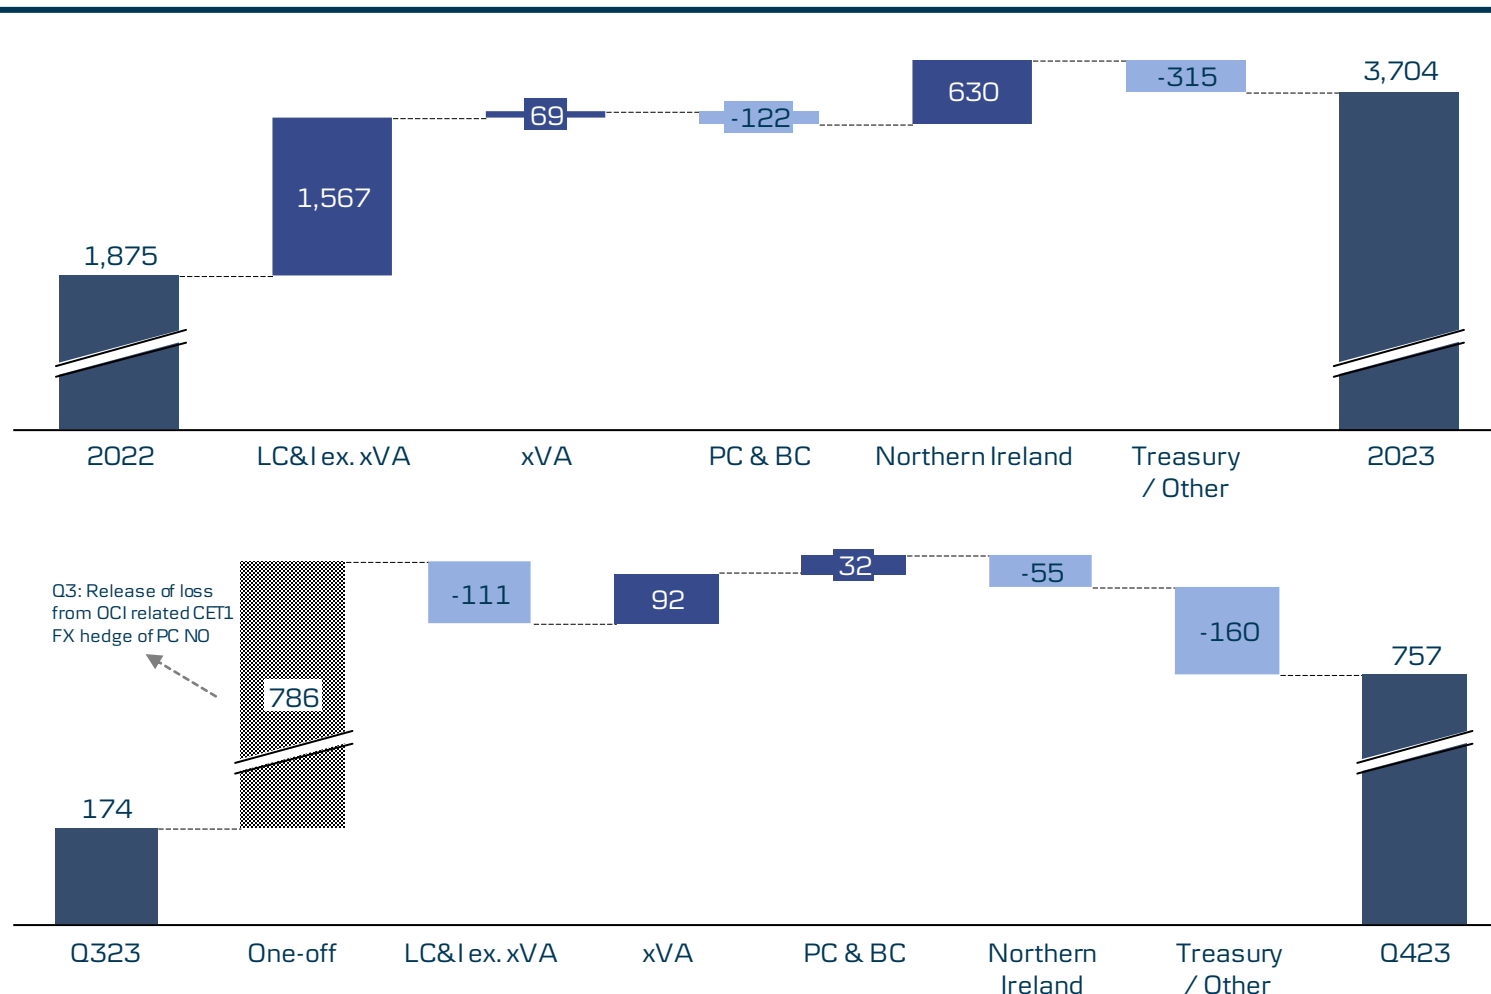 3,704
-315
630
69
-122
1,567
1,875
2022
LC&I ex. xVA
xVA
PC & BC
Northern Ireland
Treasury
/ Other
2023
Q3: Release of loss
from OCI related CET1
FX hedge of PC NO
786
174
-111
92
32
-55
-160
757
Q323
One-off
LC&I ex. xVA
xVA
PC & BC
Northern
Ireland
Treasury
/ Other
Q423